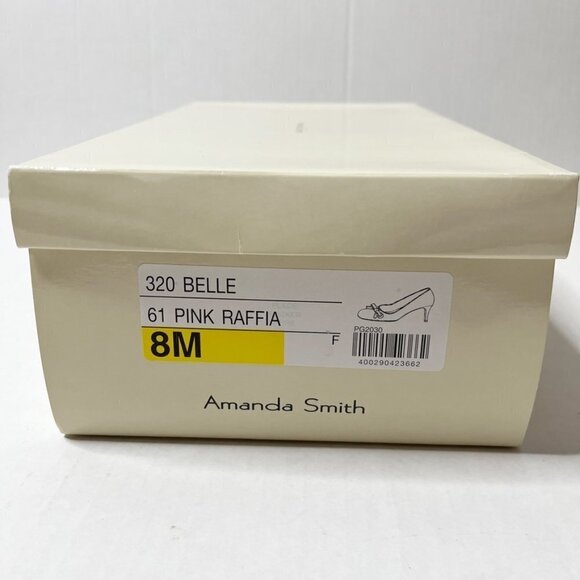 320 BELLE
61 PINK RAFFIA
8M
F
PG2030
400290423662
Amanda Smith